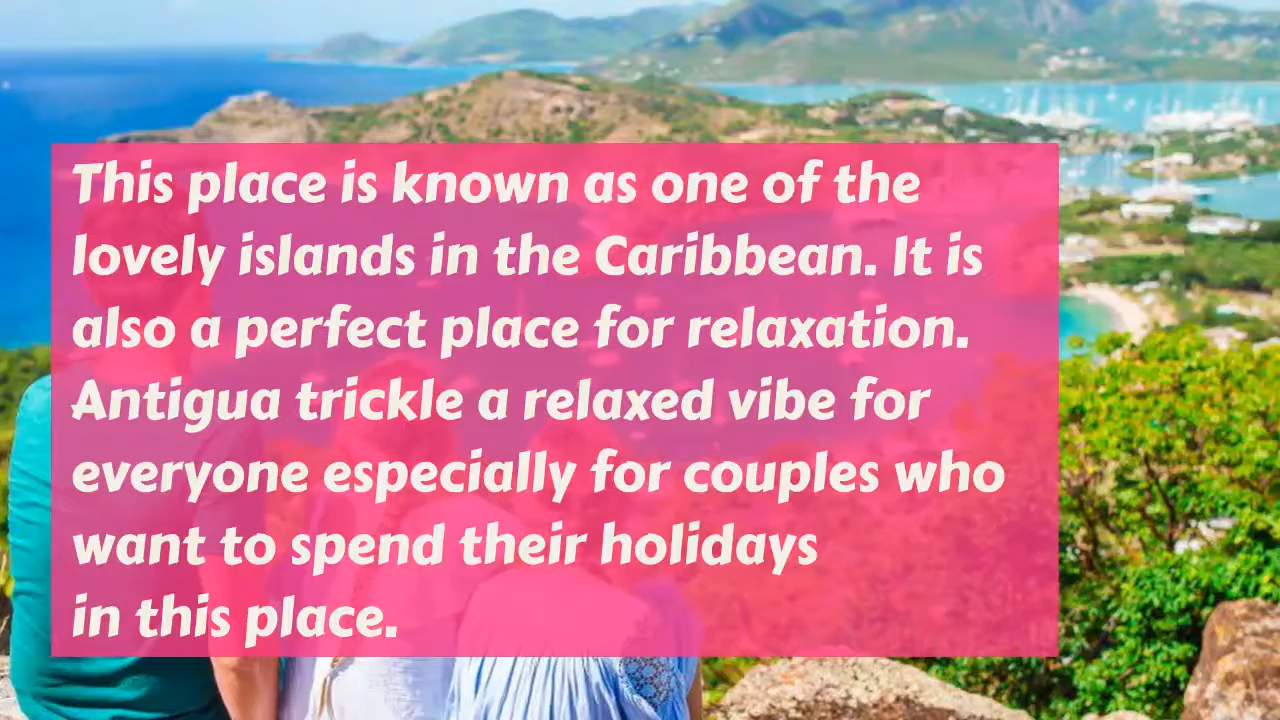 This place is known as one of the
lovely islands in the Caribbean. It is
also a perfect place for relaxation.
Antigua trickle a relaxed vibe for
everyone especially for couples who
want to spend their holidays
in this place.